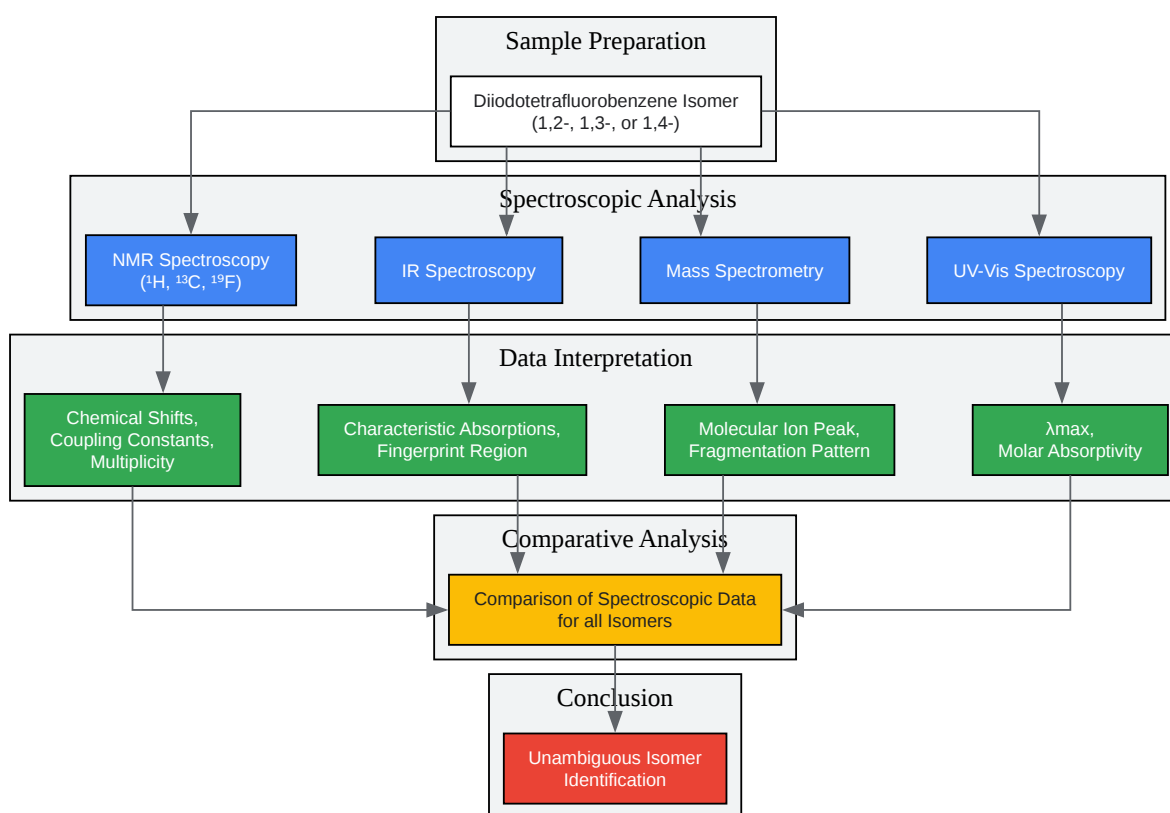 Sample Preparation
Diiodotetrafluorobenzene Isomer
(1,2-, 1,3-, or 1,4-)
Spectroscopic Analysis
NMR Spectroscopy
(¹H, ¹³C, ¹⁹F)
IR Spectroscopy
Mass Spectrometry
UV-Vis Spectroscopy
Data Interpretation
Chemical Shifts,
Coupling Constants,
Multiplicity
Characteristic Absorptions,
Fingerprint Region
Molecular Ion Peak,
Fragmentation Pattern
λmax,
Molar Absorptivity
Comparative Analysis
Comparison of Spectroscopic Data
for all Isomers
Conclusion
Unambiguous Isomer
Identification